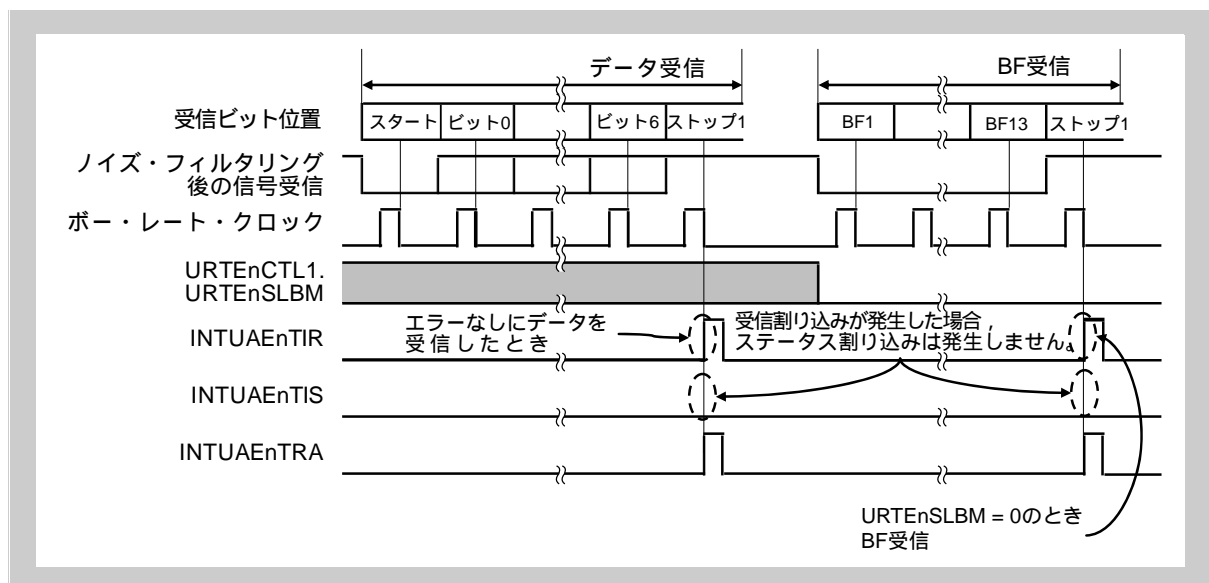 データ受信
BF受信
受信ビット位置
スタート ビット0 ビット6 ストップ1 BF1 BF13 ストップ1
ノイズ・フィルタリング
後の信号受信
ボー・レート・クロック
URTEnCTL1.
URTEnSLBM
INTUAEnTIR
エラーなしにデータを
受信したとき
受信割り込みが発生した場合，
ステータス割り込みは発生しません。
INTUAEnTIS
INTUAEnTRA
URTEnSLBM = 0のとき
BF受信